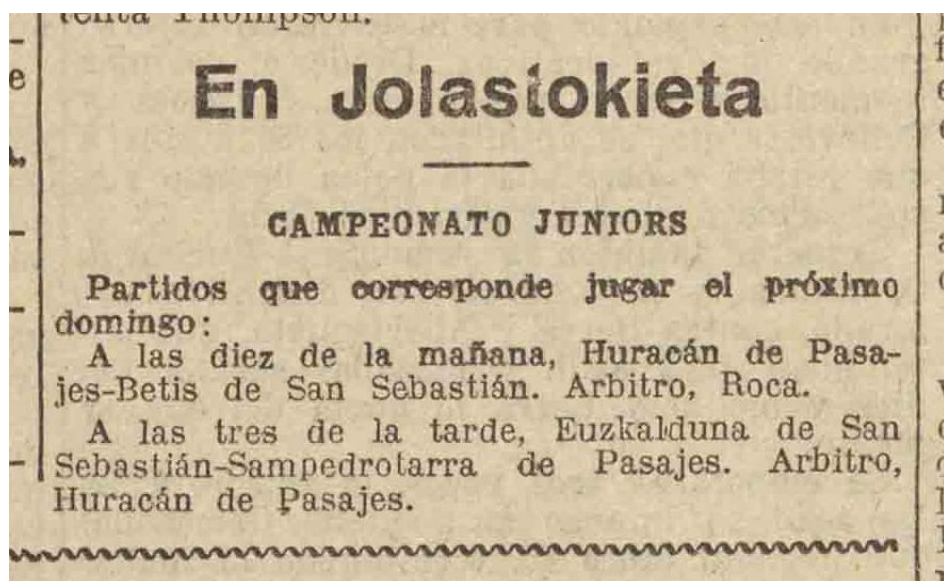 Thompson.
En Jolastokieta
CAMPEONATO JUNIORS
Partidos que corresponde jugar el próximo
domingo:
A las diez de la mañana, Huracán de Pasa-
jes-Betis de San Sebastián. Arbitro, Roca.
A las tres de la tarde, Euzkalduna de San
Sebastián-Sampedrotarra de Pasajes. Arbitro,
Huracán de Pasajes.